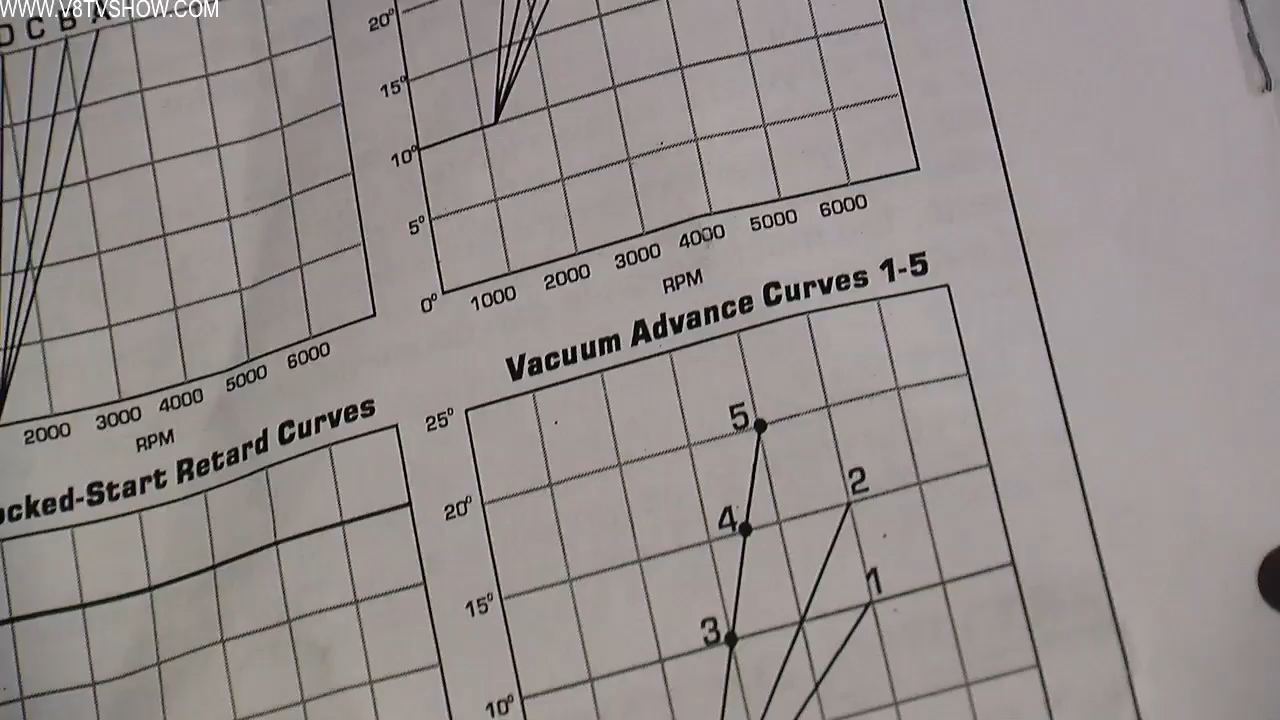 WWW.V8TVSHOW.COM
D C B
2000 3000 4000 5000 6000
RPM
20°
15°
10°
5°
0°
1000 2000 3000 4000 5000 6000
RPM
Start Retard Curves
Vacuum Advance Curves 1-5
25°
20°
15°
10°
5
4
3
2
1